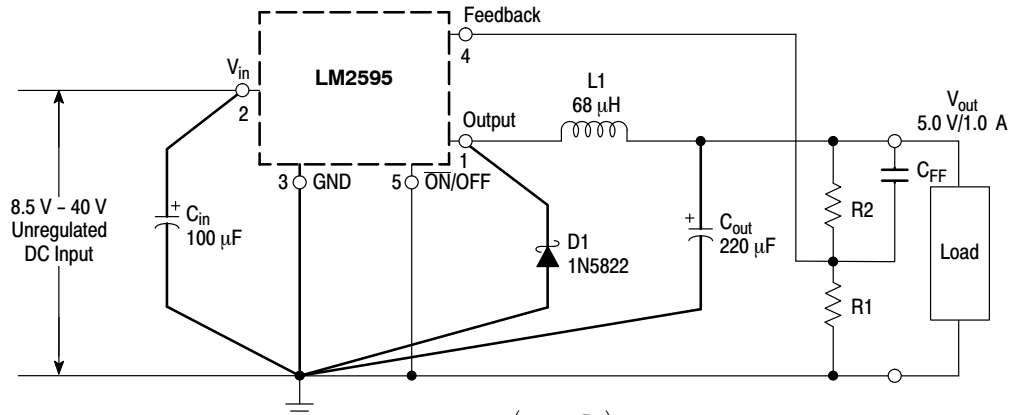 Feedback
4
LM2595
V_in
2
L1
68 μH
Output
1
V_out
5.0 V/1.0 A
3 GND
5 O̅N̅/OFF
C_FF
8.5 V – 40 V
Unregulated
DC Input
+
C_in
100 μF
D1
1N5822
+
C_out
220 μF
R2
R1
Load